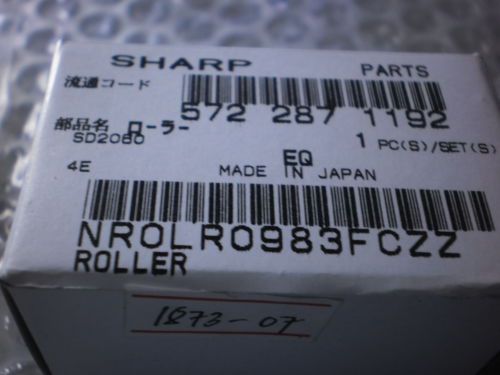 SHARP PARTS
流通コード
572 287 1192
部品名 ローラー
SD2060 1 PC(S)/SET(S)
EQ
4E MADE IN JAPAN
NROLR0983FCZZ
ROLLER
1873-07